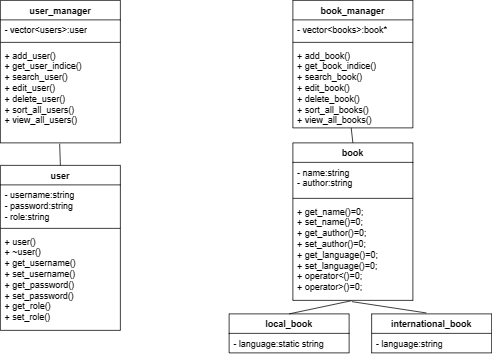 user_manager
- vector<users>:user
+ add_user()
+ get_user_indice()
+ search_user()
+ edit_user()
+ delete_user()
+ sort_all_users()
+ view_all_users()
user
- username:string
- password:string
- role:string
+ user()
+ ~user()
+ get_username()
+ set_username()
+ get_password()
+ set_password()
+ get_role()
+ set_role()
book_manager
- vector<books>:book*
+ add_book()
+ get_book_indice()
+ search_book()
+ edit_book()
+ delete_book()
+ sort_all_books()
+ view_all_books()
book
- name:string
- author:string
+ get_name()=0;
+ set_name()=0;
+ get_author()=0;
+ set_author()=0;
+ get_language()=0;
+ set_language()=0;
+ operator<()=0;
+ operator>()=0;
local_book
- language:static string
international_book
- language:string